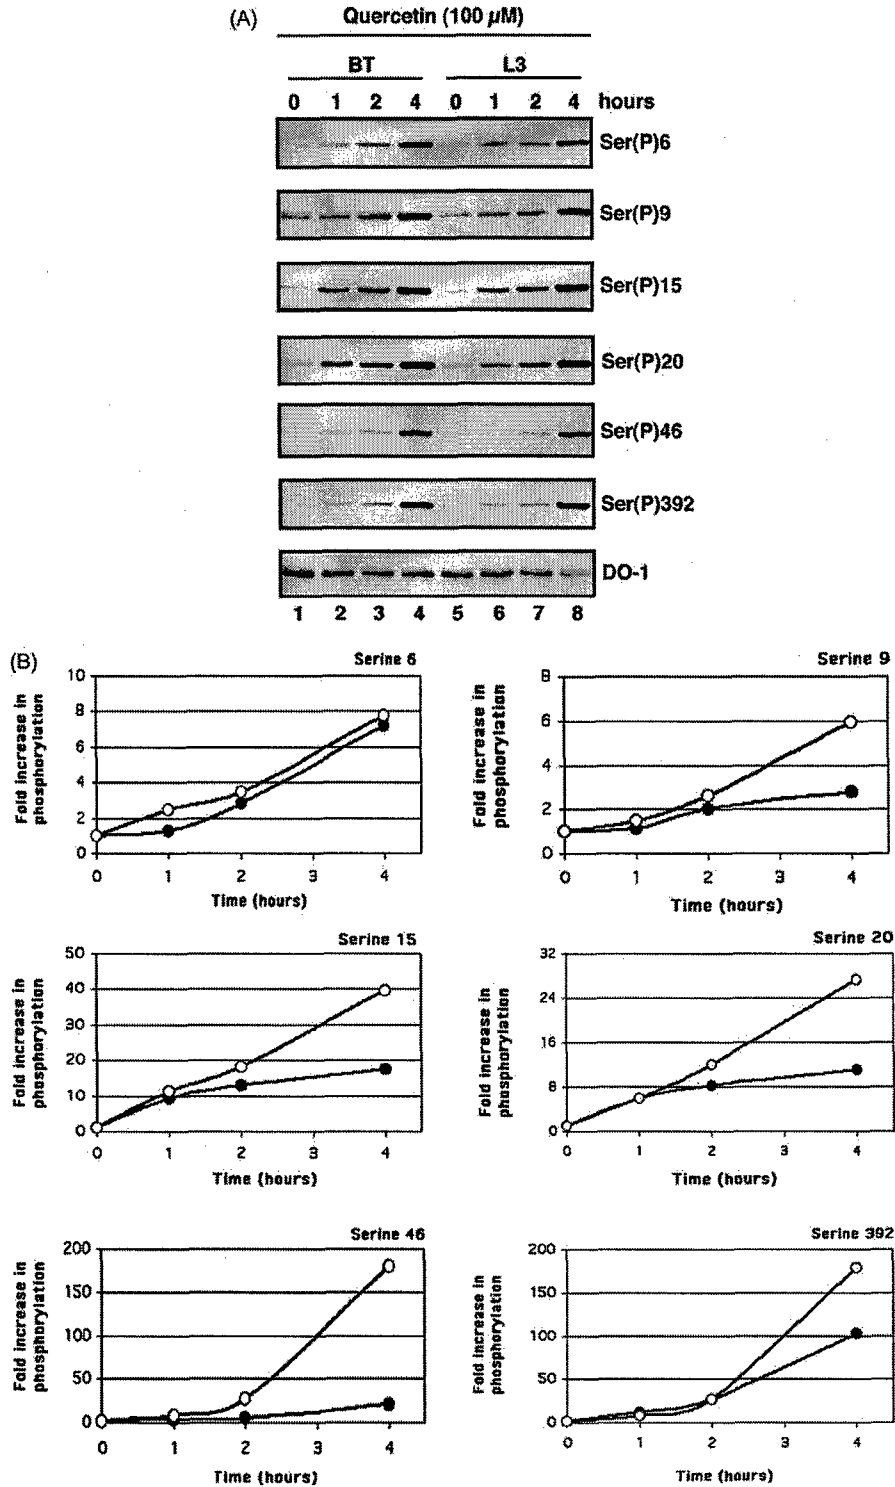 (A)
Quercetin (100 µM)
BT L3
0 1 2 4 0 1 2 4 hours
Ser(P)6
Ser(P)9
Ser(P)15
Ser(P)20
Ser(P)46
Ser(P)392
DO-1
1 2 3 4 5 6 7 8
(B)
Serine 6
Fold increase in
phosphorylation
10
8
6
4
2
0
0 1 2 3 4
Time (hours)
Serine 9
Fold increase in
phosphorylation
8
6
4
2
0
0 1 2 3 4
Time (hours)
Serine 15
Fold increase in
phosphorylation
50
40
30
20
10
0
0 1 2 3 4
Time (hours)
Serine 20
Fold increase in
phosphorylation
32
24
16
8
0
0 1 2 3 4
Time (hours)
Serine 46
Fold increase in
phosphorylation
200
150
100
50
0
0 1 2 3 4
Time (hours)
Serine 392
Fold increase in
phosphorylation
200
150
100
50
0
0 1 2 3 4
Time (hours)